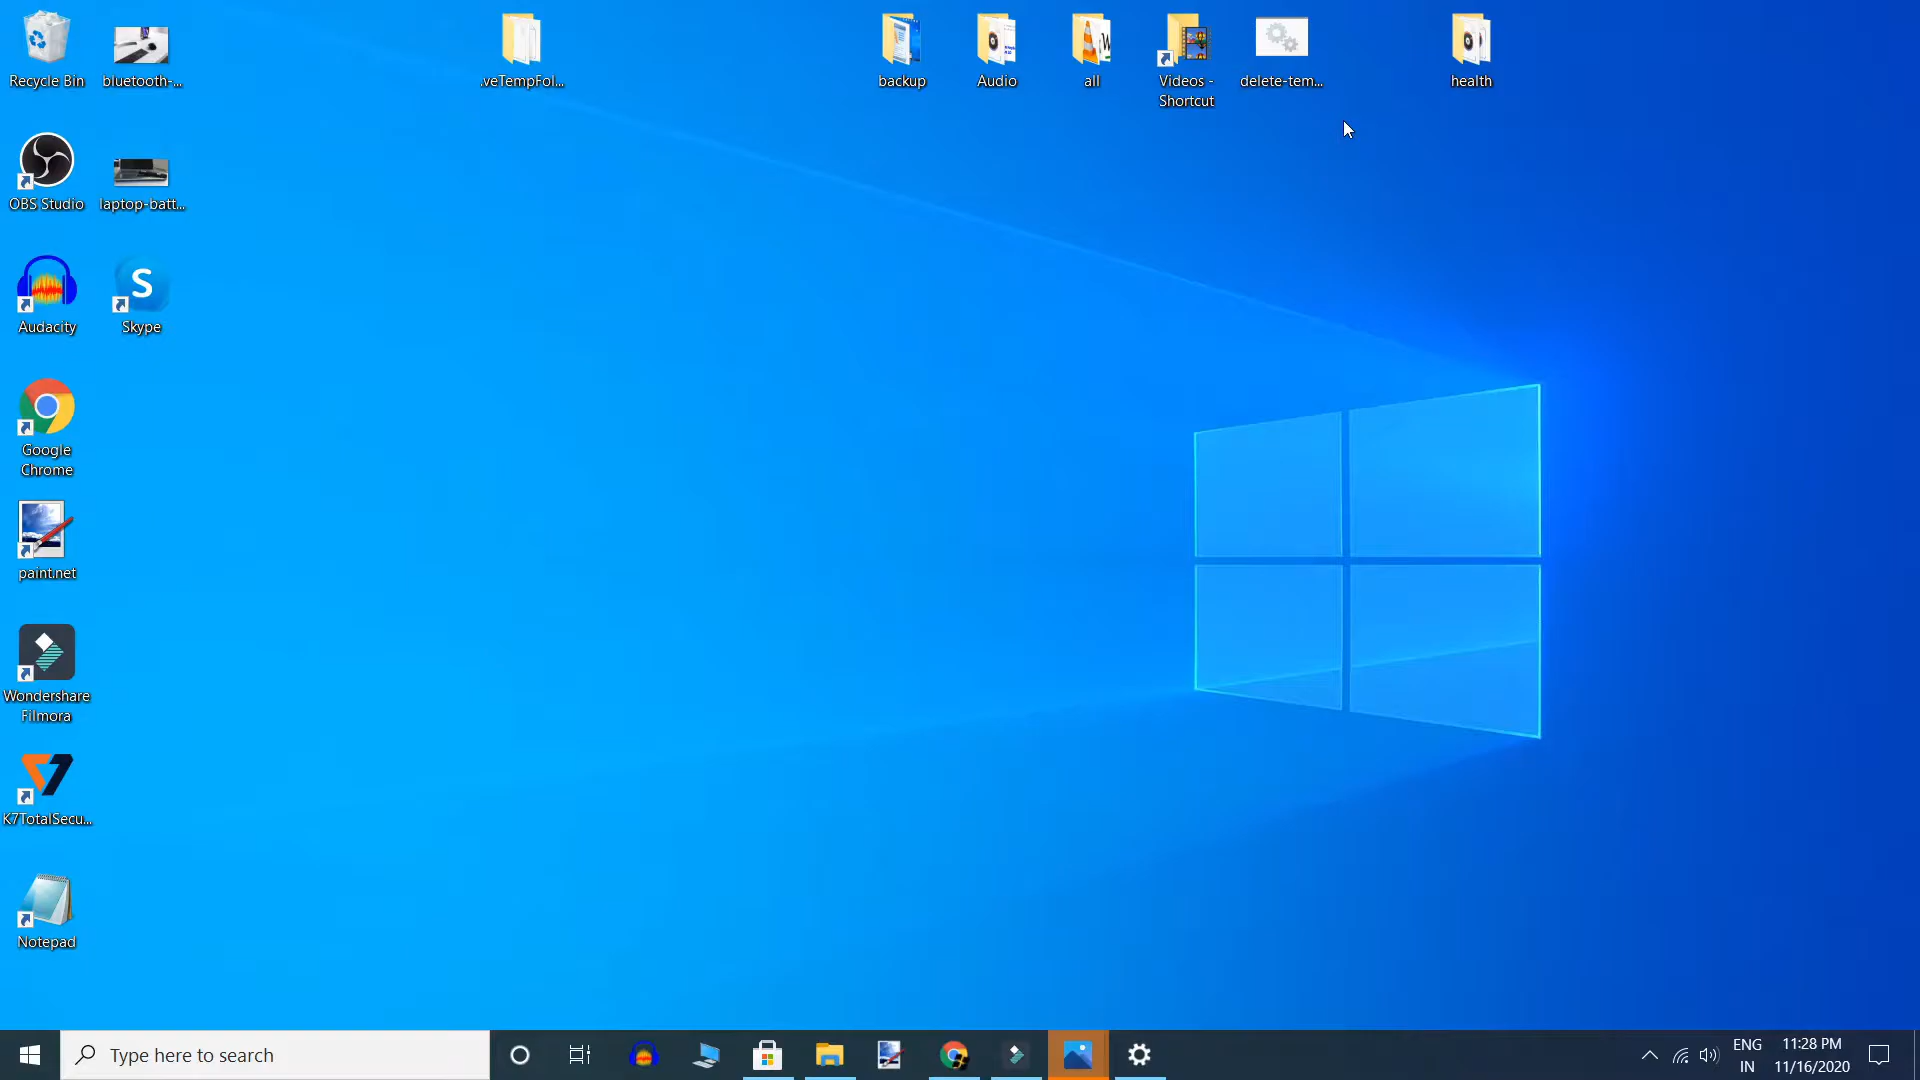 Recycle Bin
bluetooth-...
.veTempFol...
backup
Audio
all
Videos -
Shortcut
delete-tem...
health
OBS Studio
laptop-batt...
Audacity
S
Skype
Google
Chrome
paint.net
Wondershare
Filmora
K7TotalSecu...
Notepad
Type here to search
ENG
IN
11:28 PM
11/16/2020